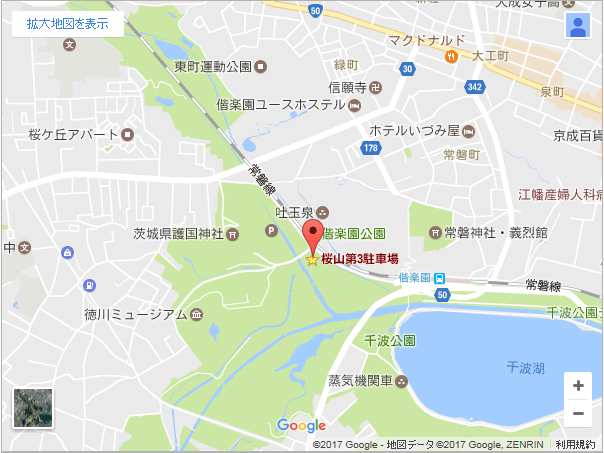 拡大地図を表示
50
大成女子高
マクドナルド
大工町
東町運動公園
緑町
30
泉町
信願寺
342
偕楽園ユースホステル
桜ケ丘アパート
ホテルいづみ屋
京成百貨
178
常磐町
常磐線
江幡産婦人科病
吐玉泉
茨城県護国神社
P
偕楽園公園
常磐神社・義烈館
中
桜山第3駐車場
偕楽園
常磐線
50
徳川ミュージアム
千波公園
千波公園
千波湖
蒸気機関車
+
−
Google
©2017 Google - 地図データ ©2017 Google, ZENRIN
利用規約